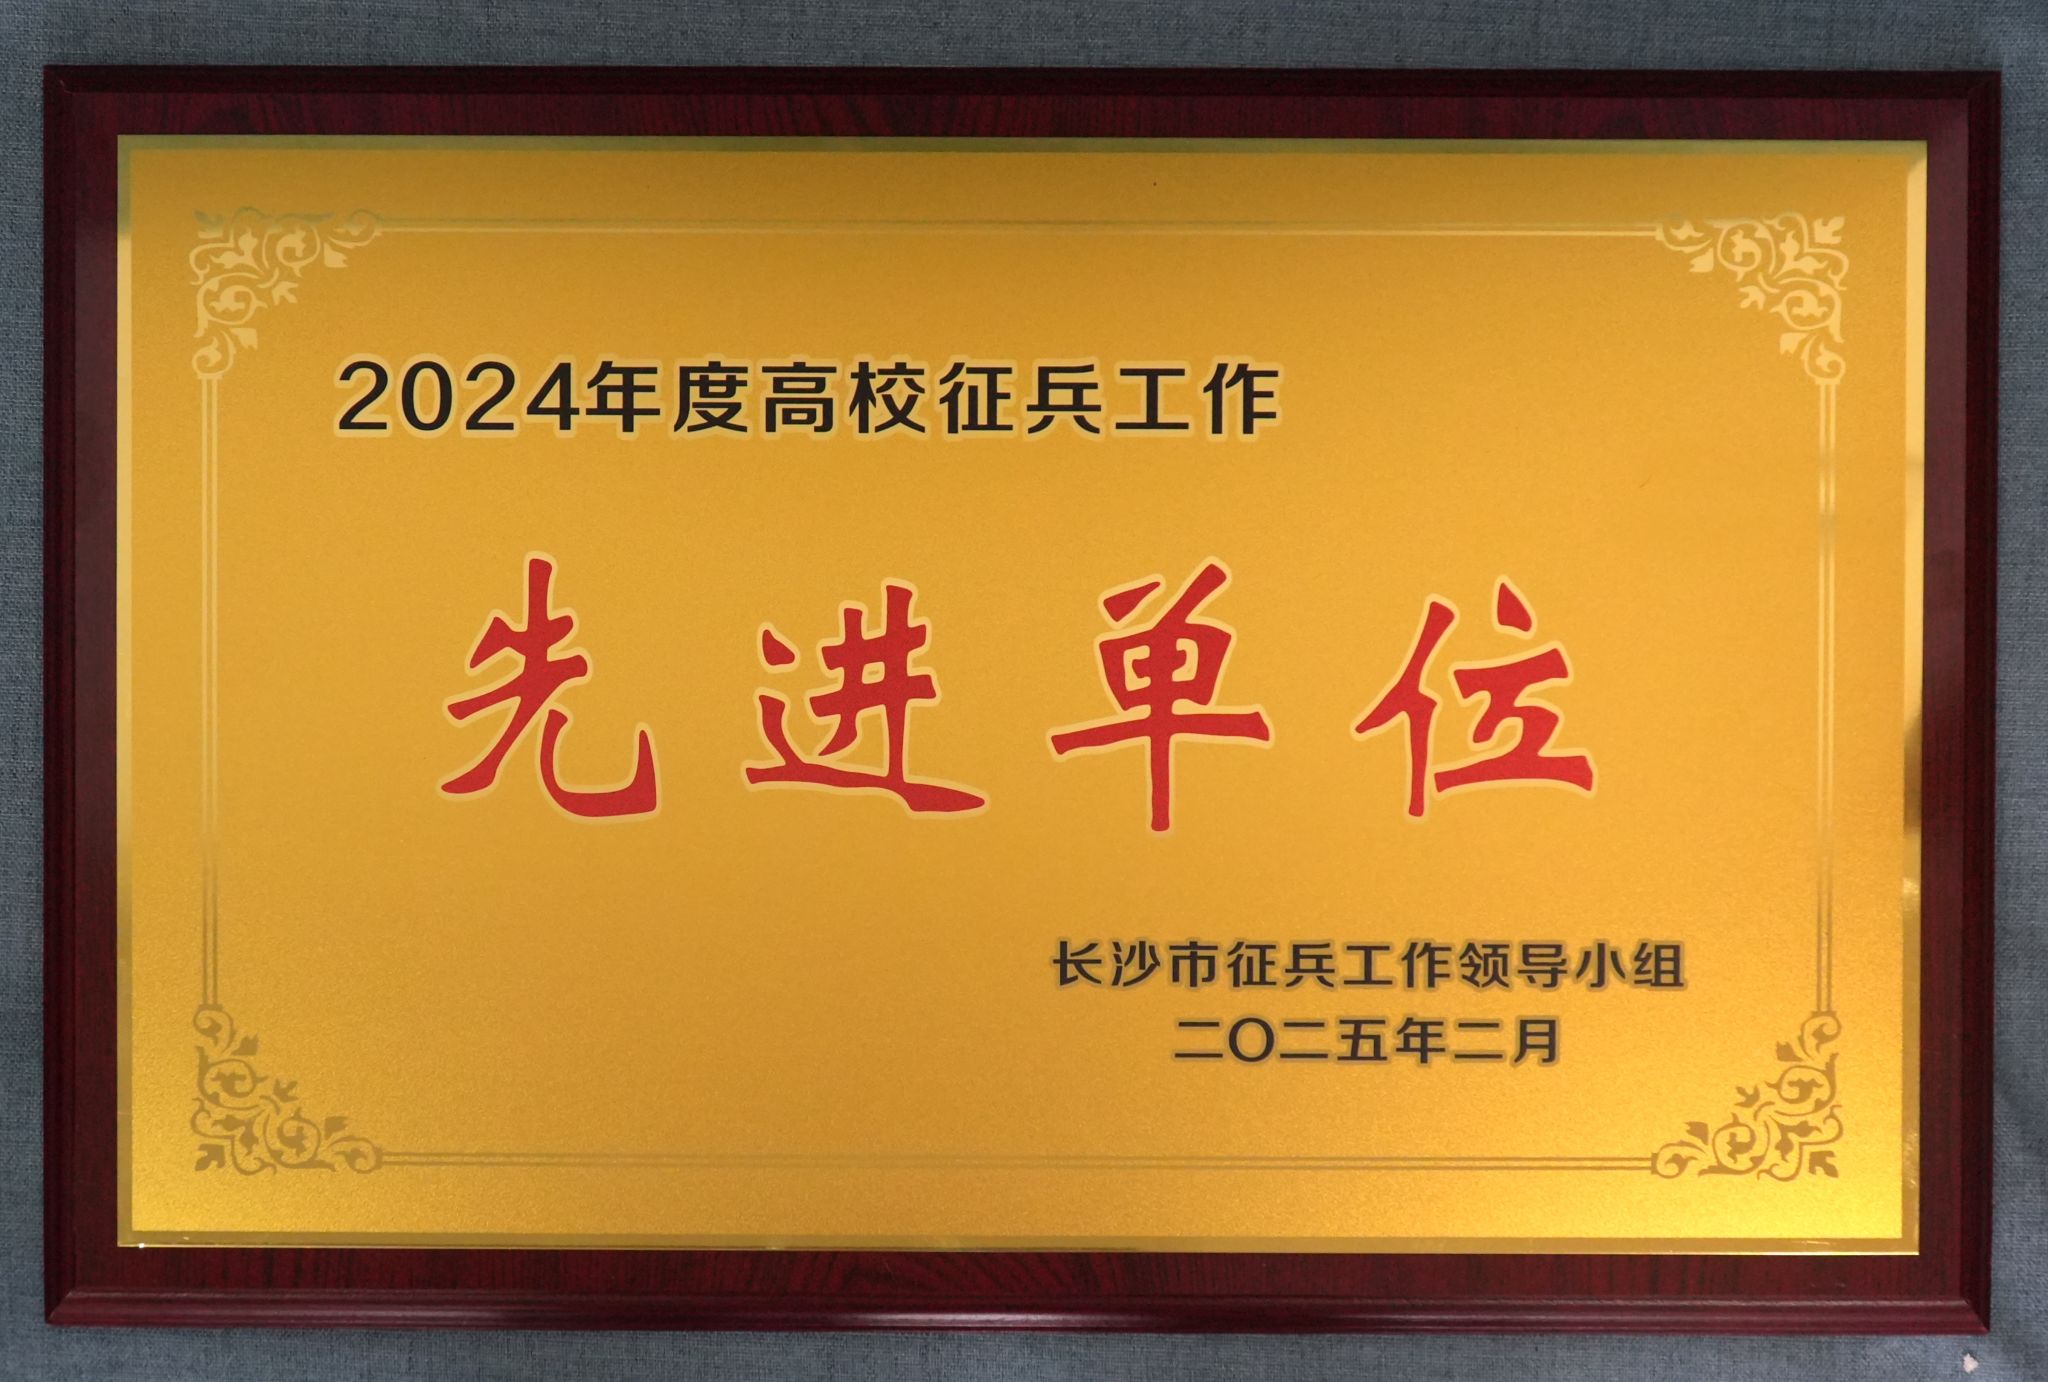 2024年度高校征兵工作
先进单位
长沙市征兵工作领导小组
二〇二五年二月